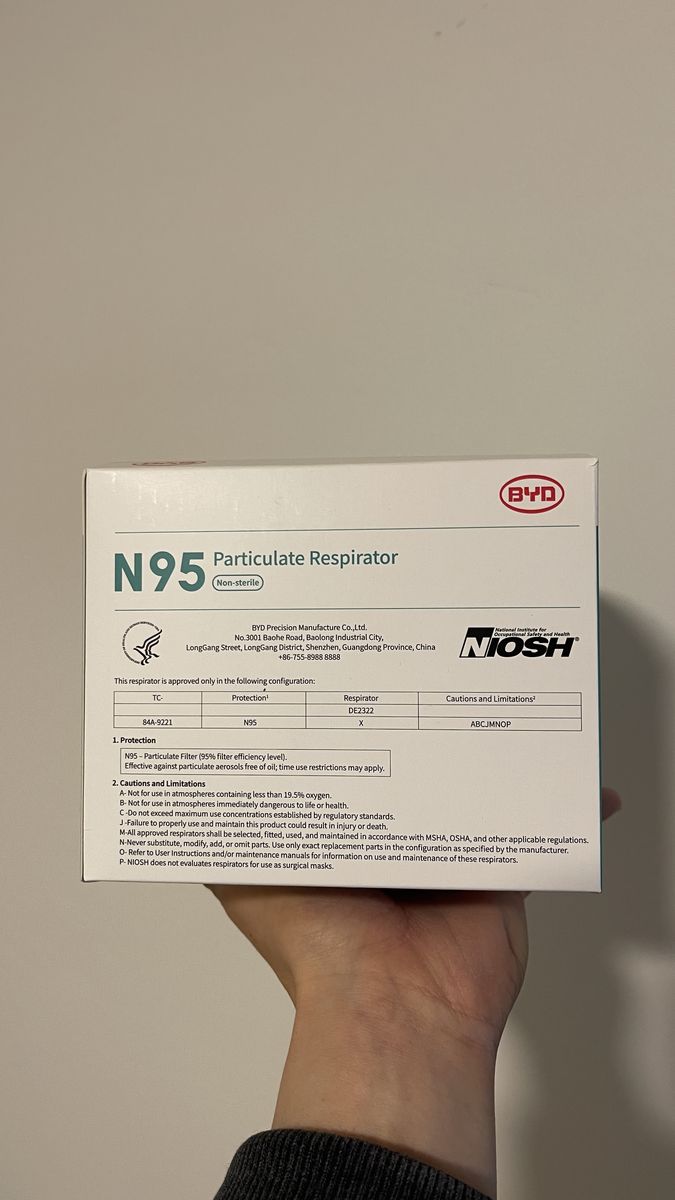 BYD
N95 Particulate Respirator
Non-sterile
BYD Precision Manufacture Co.,Ltd.
No.3001 Baohe Road, Baolong Industrial City,
LongGang Street, LongGang District, Shenzhen, Guangdong Province, China
+86-755-8988 8888
National Institute for
Occupational Safety and Health
NIOSH®
This respirator is approved only in the following configuration:
TC- Protection¹ Respirator Cautions and Limitations²
DE2322
84A-9221 N95 X ABCJMNOP
1. Protection
N95 – Particulate Filter (95% filter efficiency level).
Effective against particulate aerosols free of oil; time use restrictions may apply.
2. Cautions and Limitations
A- Not for use in atmospheres containing less than 19.5% oxygen.
B- Not for use in atmospheres immediately dangerous to life or health.
C -Do not exceed maximum use concentrations established by regulatory standards.
J -Failure to properly use and maintain this product could result in injury or death.
M-All approved respirators shall be selected, fitted, used, and maintained in accordance with MSHA, OSHA, and other applicable regulations.
N-Never substitute, modify, add, or omit parts. Use only exact replacement parts in the configuration as specified by the manufacturer.
O- Refer to User Instructions and/or maintenance manuals for information on use and maintenance of these respirators.
P- NIOSH does not evaluates respirators for use as surgical masks.